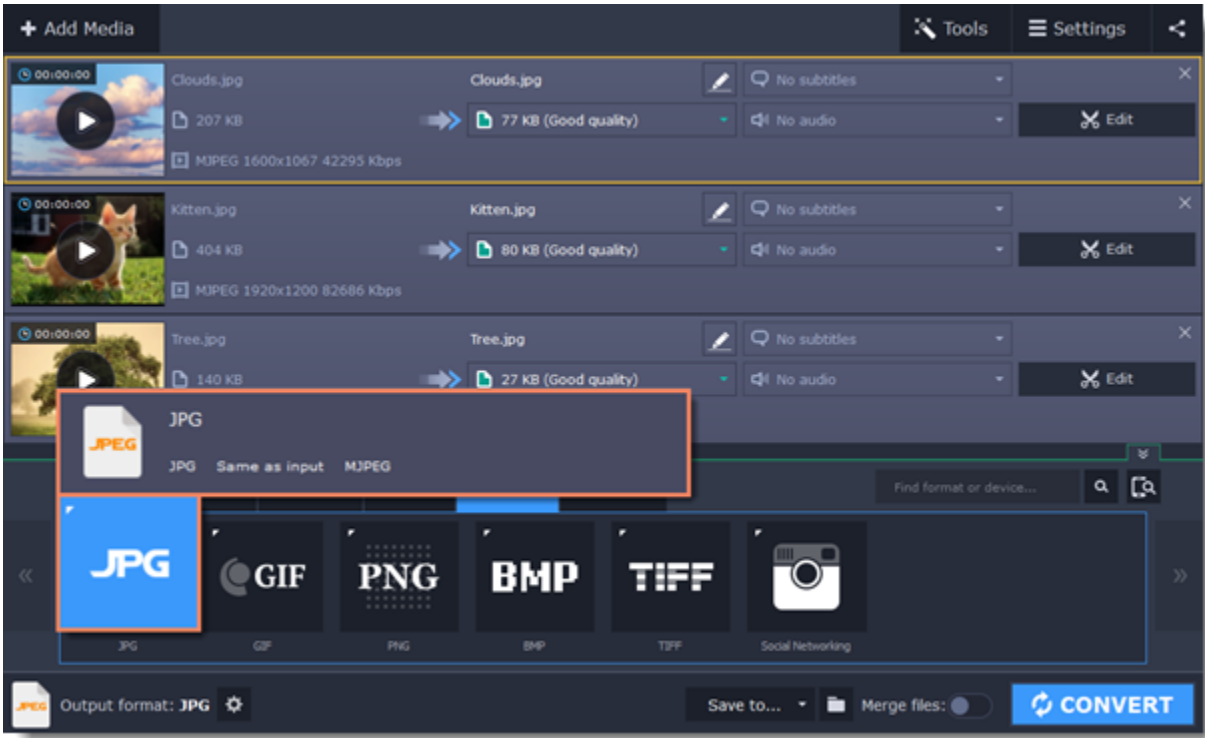 Add Media
Tools
Settings
00:00:00
Clouds.jpg
Clouds.jpg
No subtitles
207 KB
77 KB (Good quality)
No audio
Edit
MJPEG 1600x1067 42295 Kbps
00:00:00
Kitten.jpg
Kitten.jpg
No subtitles
404 KB
80 KB (Good quality)
No audio
Edit
MJPEG 1920x1200 82686 Kbps
00:00:00
Tree.jpg
Tree.jpg
No subtitles
140 KB
27 KB (Good quality)
No audio
Edit
JPEG
JPG
JPG Same as input MJPEG
Find format or device...
JPG
GIF
PNG
BMP
TIFF
JPG
GIF
PNG
BMP
TIFF
Social Networking
JPEG
Output format: JPG
Save to...
Merge files:
CONVERT